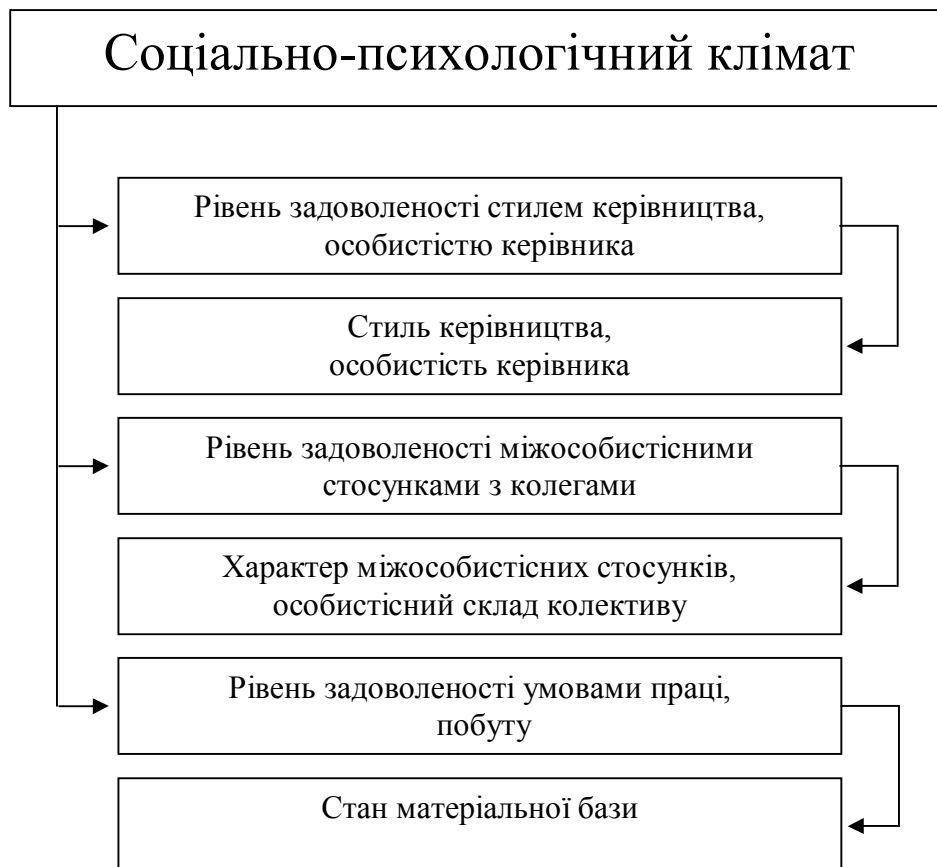 Соціально-психологічний клімат
Рівень задоволеності стилем керівництва,
особистістю керівника
Стиль керівництва,
особистість керівника
Рівень задоволеності міжособистісними
стосунками з колегами
Характер міжособистісних стосунків,
особистісний склад колективу
Рівень задоволеності умовами праці,
побуту
Стан матеріальної бази